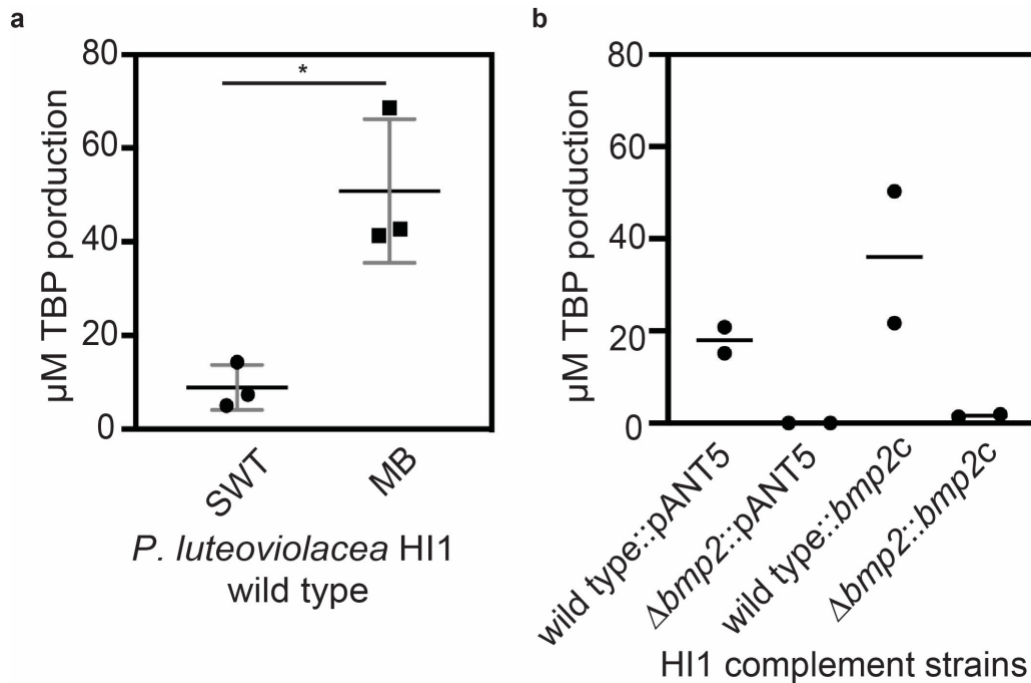 a
80
60
40
20
0
µM TBP porduction
*
SWT
MB
P. luteoviolacea HI1
wild type
b
80
60
40
20
0
µM TBP porduction
wild type::pANT5
Δbmp2::pANT5
wild type::bmp2c
Δbmp2::bmp2c
HI1 complement strains